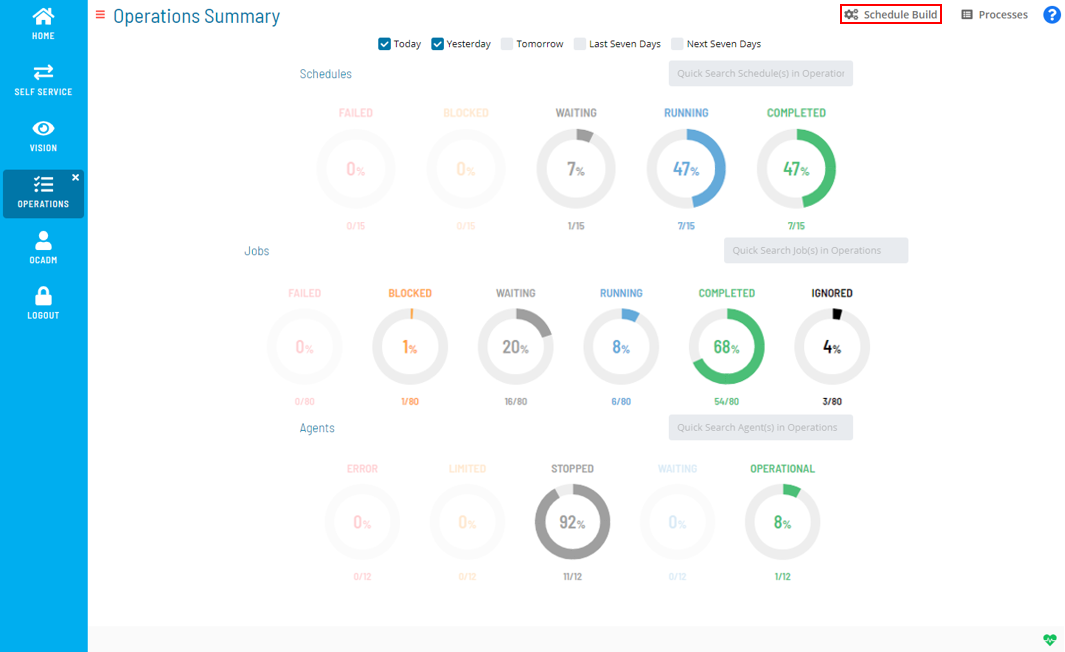 HOME
SELF SERVICE
VISION
OPERATIONS
OCADM
LOGOUT
Operations Summary
Schedule Build
Processes
?
Today Yesterday Tomorrow Last Seven Days Next Seven Days
Schedules
Quick Search Schedule(s) in Operation
FAILED BLOCKED WAITING RUNNING COMPLETED
0% 0% 7% 47% 47%
0/15 0/15 1/15 7/15 7/15
Jobs
Quick Search Job(s) in Operations
FAILED BLOCKED WAITING RUNNING COMPLETED IGNORED
0% 1% 20% 8% 68% 4%
0/80 1/80 16/80 6/80 54/80 3/80
Agents
Quick Search Agent(s) in Operations
ERROR LIMITED STOPPED WAITING OPERATIONAL
0% 0% 92% 0% 8%
0/12 0/12 11/12 0/12 1/12